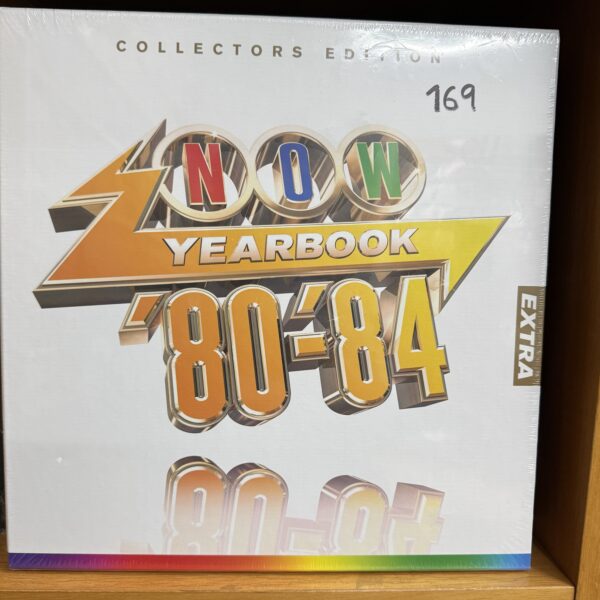 COLLECTORS EDITION
169
NOW
YEARBOOK
'80-'84
EXTRA